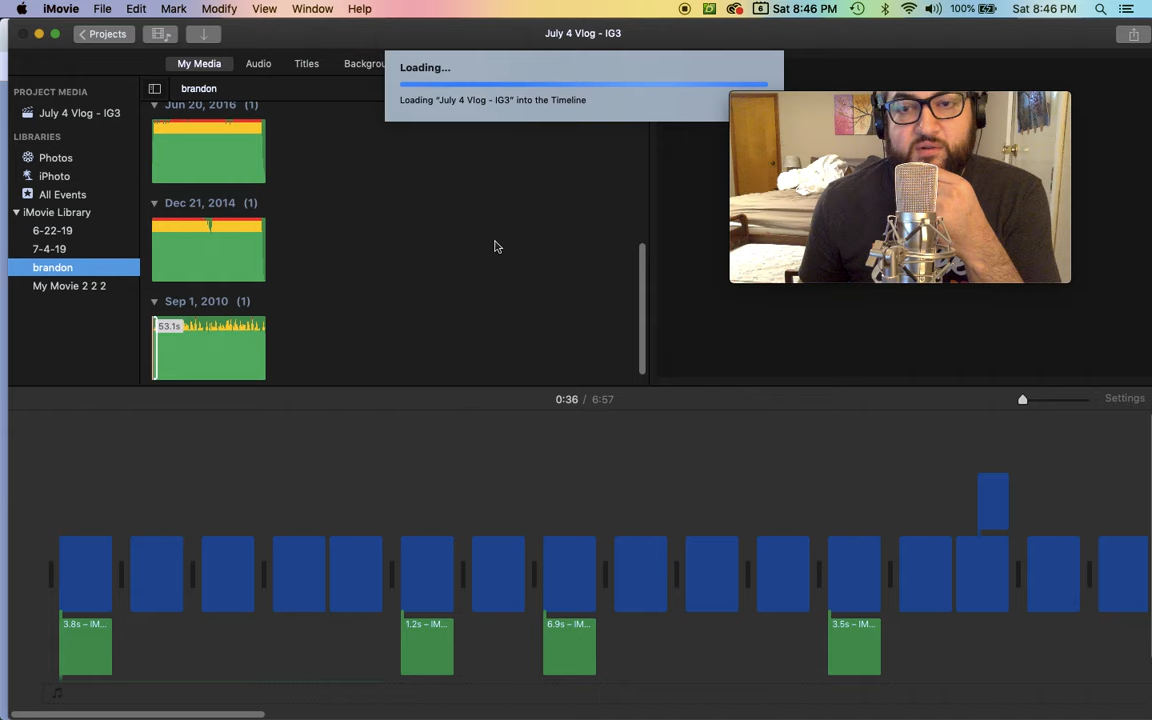 iMovie File Edit Mark Modify View Window Help 6 Sat 8:46 PM 100% Sat 8:46 PM
Projects July 4 Vlog - IG3
My Media Audio Titles Backgrou
Loading...
Loading "July 4 Vlog - IG3" into the Timeline
PROJECT MEDIA
July 4 Vlog - IG3
LIBRARIES
Photos
iPhoto
All Events
iMovie Library
6-22-19
7-4-19
brandon
My Movie 2 2 2
brandon
Jun 20, 2016 (1)
Dec 21, 2014 (1)
Sep 1, 2010 (1)
53.1s
0:36 / 6:57
Settings
3.8s – IM...
1.2s – IM...
6.9s – IM...
3.5s – IM...